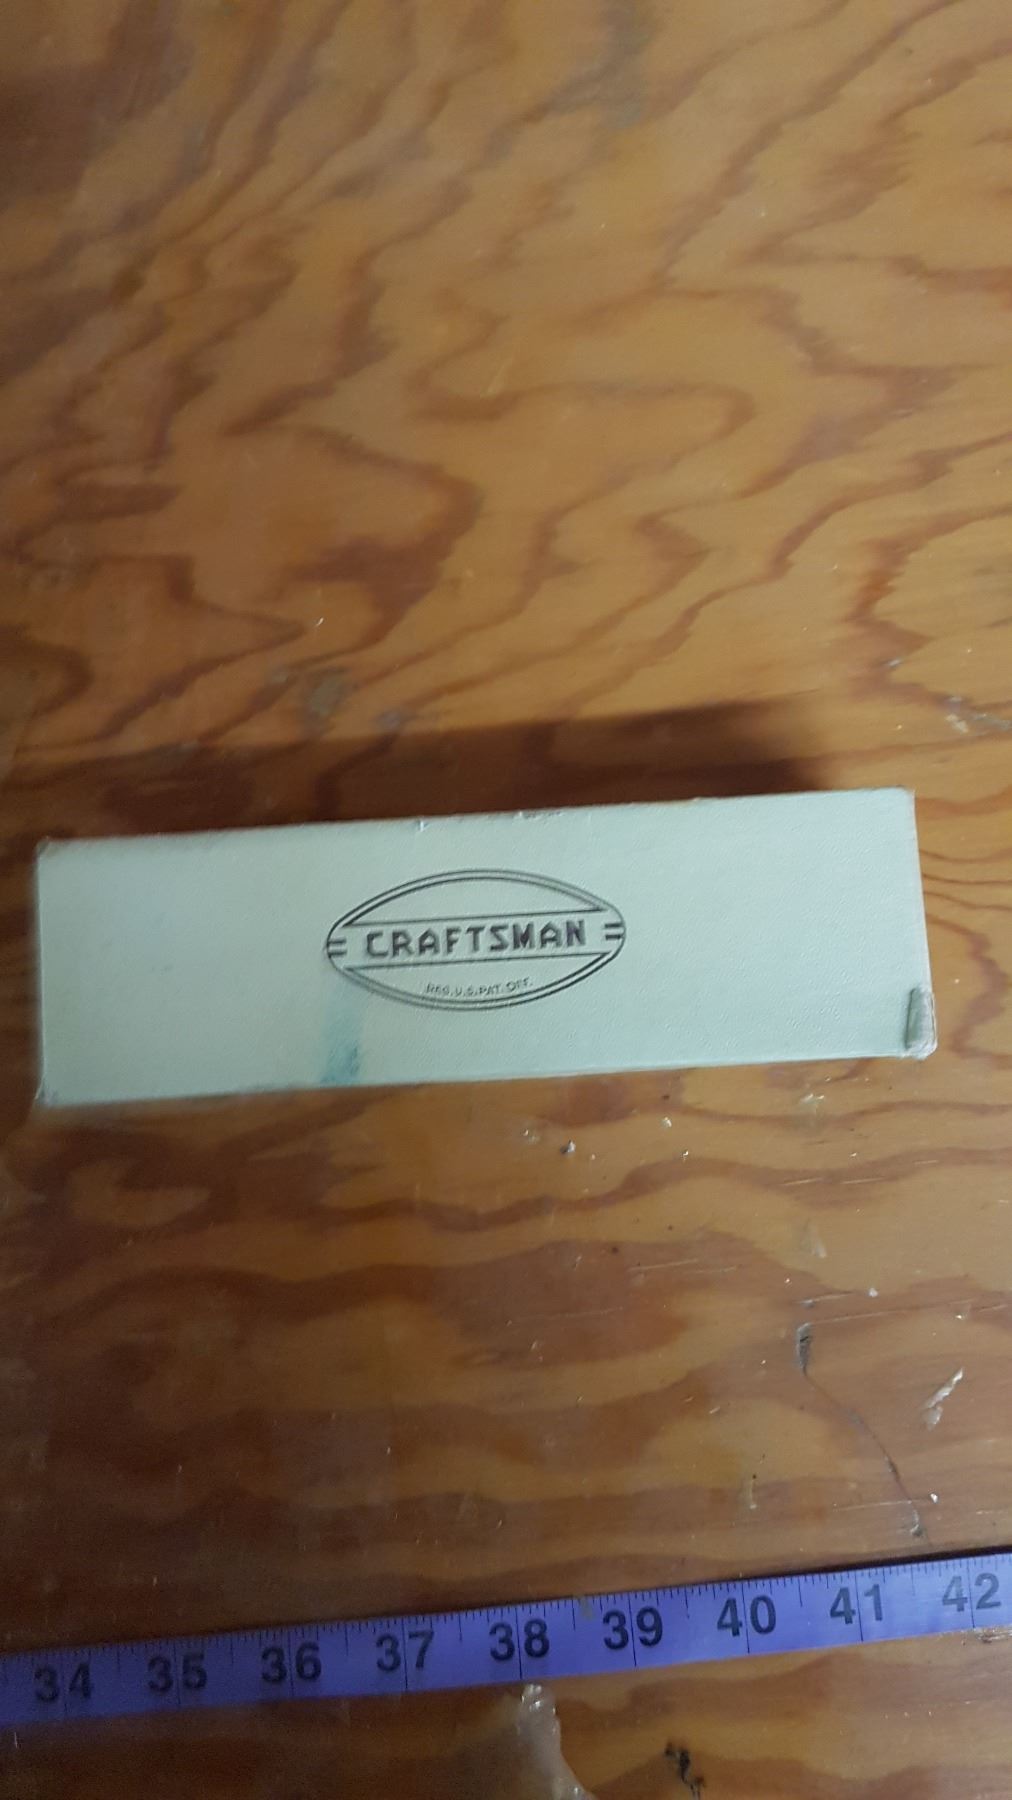 CRAFTSMAN
REG. U.S. PAT. OFF.
34 35 36 37 38 39 40 41 42